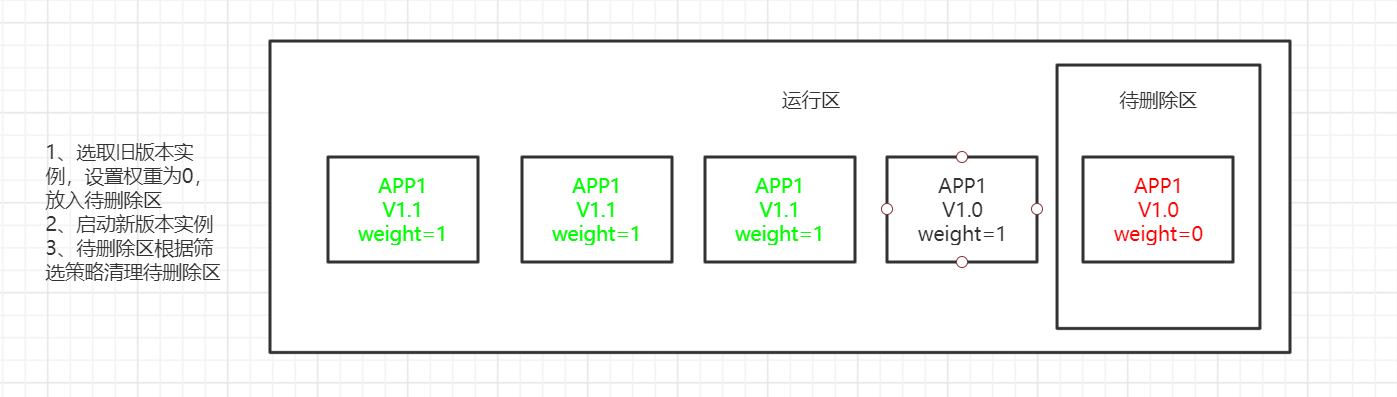 1、选取旧版本实
例，设置权重为0，
放入待删除区
2、启动新版本实例
3、待删除区根据筛
选策略清理待删除区
运行区
待删除区
APP1
V1.1
weight=1
APP1
V1.1
weight=1
APP1
V1.1
weight=1
APP1
V1.0
weight=1
APP1
V1.0
weight=0